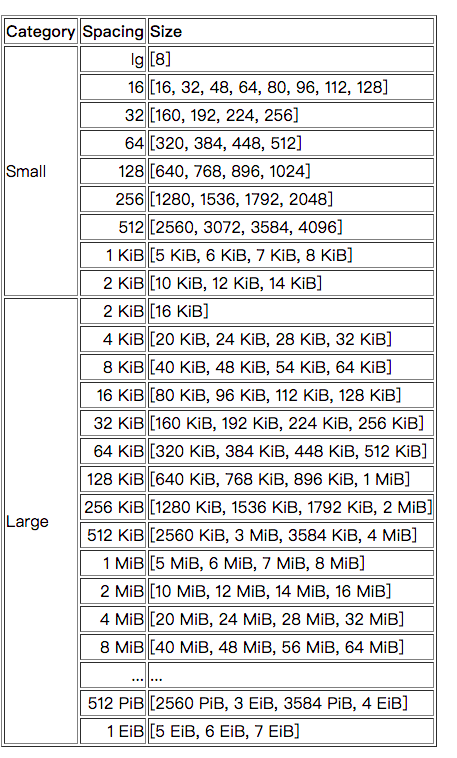 Category Spacing Size
Small
lg [8]
16 [16, 32, 48, 64, 80, 96, 112, 128]
32 [160, 192, 224, 256]
64 [320, 384, 448, 512]
128 [640, 768, 896, 1024]
256 [1280, 1536, 1792, 2048]
512 [2560, 3072, 3584, 4096]
1 KiB [5 KiB, 6 KiB, 7 KiB, 8 KiB]
2 KiB [10 KiB, 12 KiB, 14 KiB]
Large
2 KiB [16 KiB]
4 KiB [20 KiB, 24 KiB, 28 KiB, 32 KiB]
8 KiB [40 KiB, 48 KiB, 54 KiB, 64 KiB]
16 KiB [80 KiB, 96 KiB, 112 KiB, 128 KiB]
32 KiB [160 KiB, 192 KiB, 224 KiB, 256 KiB]
64 KiB [320 KiB, 384 KiB, 448 KiB, 512 KiB]
128 KiB [640 KiB, 768 KiB, 896 KiB, 1 MiB]
256 KiB [1280 KiB, 1536 KiB, 1792 KiB, 2 MiB]
512 KiB [2560 KiB, 3 MiB, 3584 KiB, 4 MiB]
1 MiB [5 MiB, 6 MiB, 7 MiB, 8 MiB]
2 MiB [10 MiB, 12 MiB, 14 MiB, 16 MiB]
4 MiB [20 MiB, 24 MiB, 28 MiB, 32 MiB]
8 MiB [40 MiB, 48 MiB, 56 MiB, 64 MiB]
... ...
512 PiB [2560 PiB, 3 EiB, 3584 PiB, 4 EiB]
1 EiB [5 EiB, 6 EiB, 7 EiB]